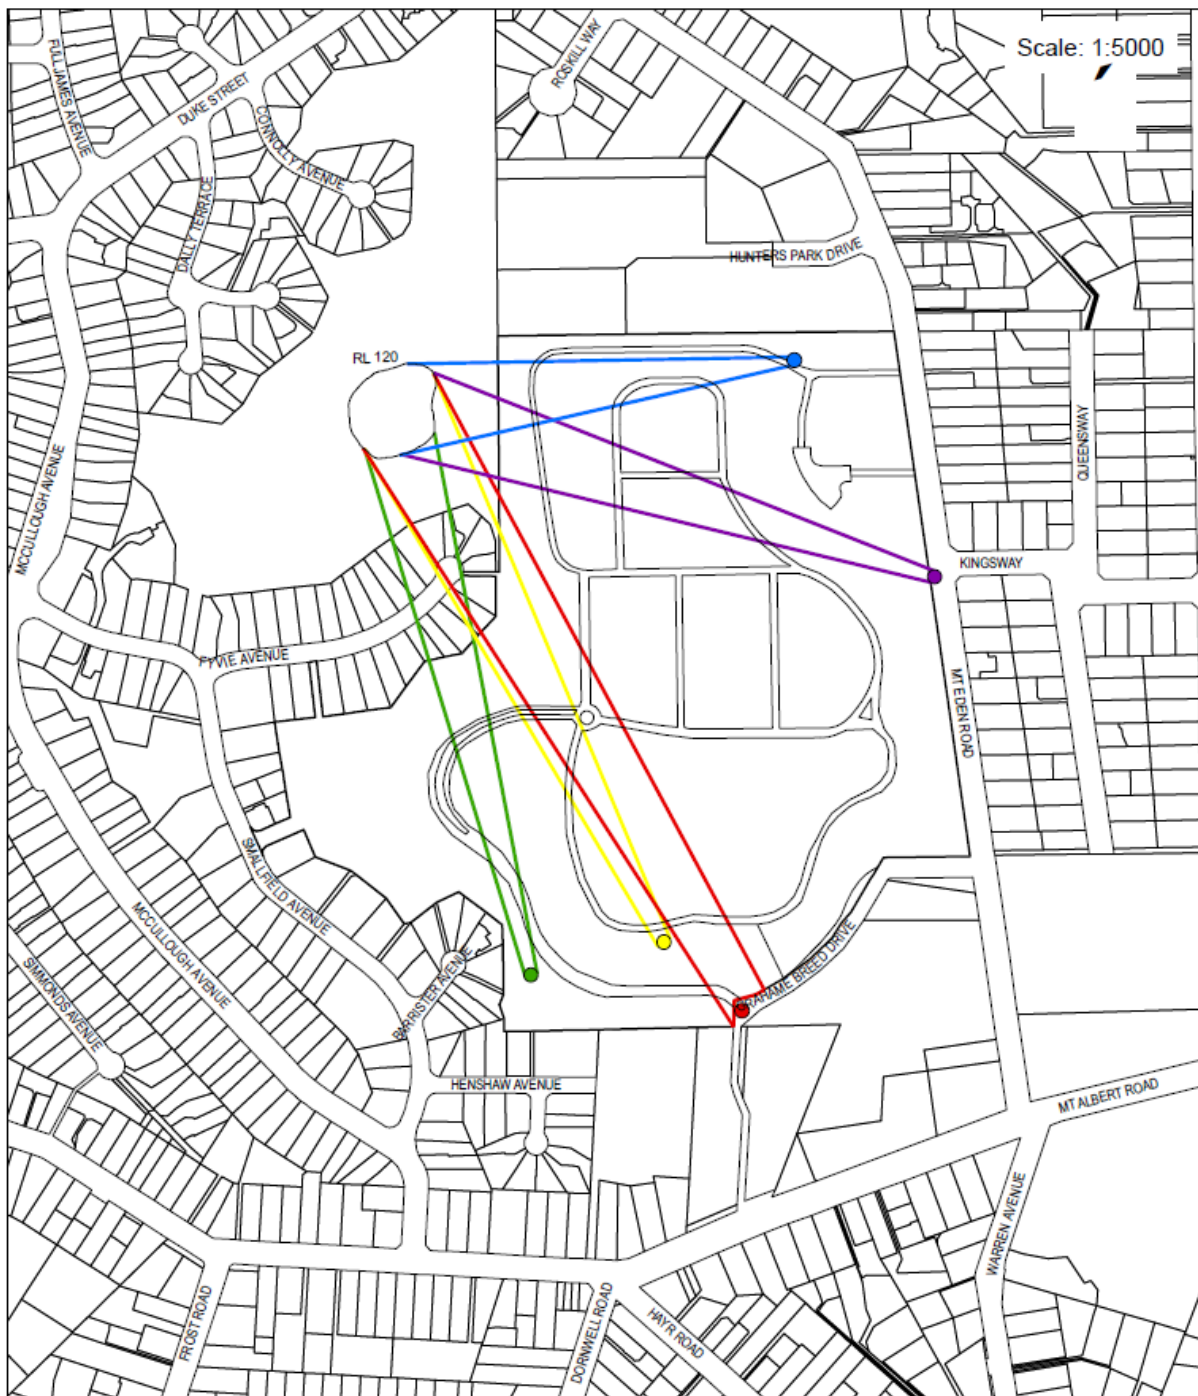 Scale: 1:5000
FULLJAMES AVENUE
DUKE STREET
CONNOLLY AVENUE
DALLY TERRACE
ROSKILL WAY
HUNTERS PARK DRIVE
RL 120
MCCULLOUGH AVENUE
QUEENSWAY
KINGSWAY
FYVIE AVENUE
MT EDEN ROAD
SMALLFIELD AVENUE
MCCULLOUGH AVENUE
SIMMONDS AVENUE
BARRISTER AVENUE
GRAHAME BREED DRIVE
HENSHAW AVENUE
MT ALBERT ROAD
WARREN AVENUE
FROST ROAD
DORNWELL ROAD
HAYR ROAD